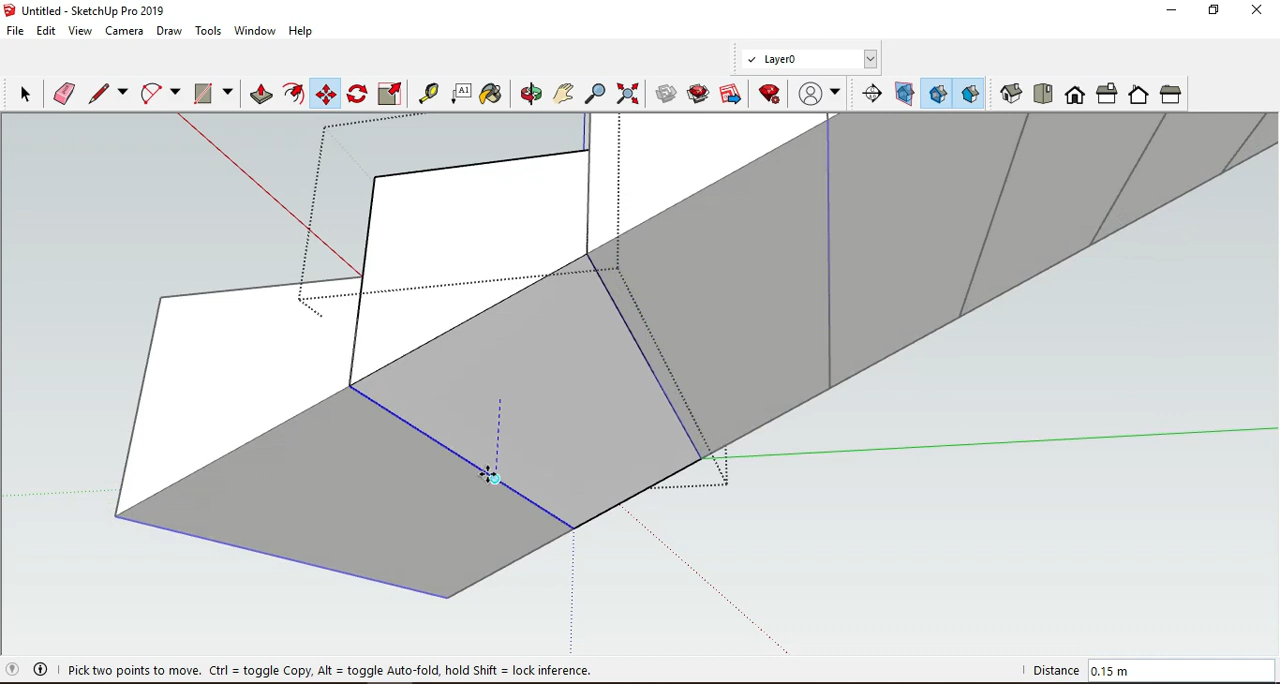 Untitled - SketchUp Pro 2019
File Edit View Camera Draw Tools Window Help
Layer0
A1
Pick two points to move. Ctrl = toggle Copy, Alt = toggle Auto-fold, hold Shift = lock inference.
Distance 0.15 m